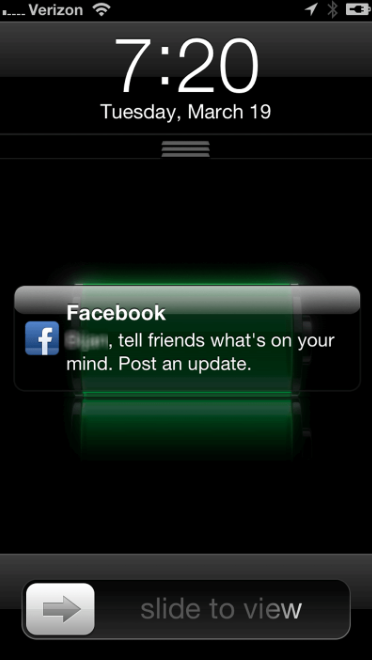 Verizon
7:20
Tuesday, March 19
Facebook
, tell friends what's on your
mind. Post an update.
slide to view